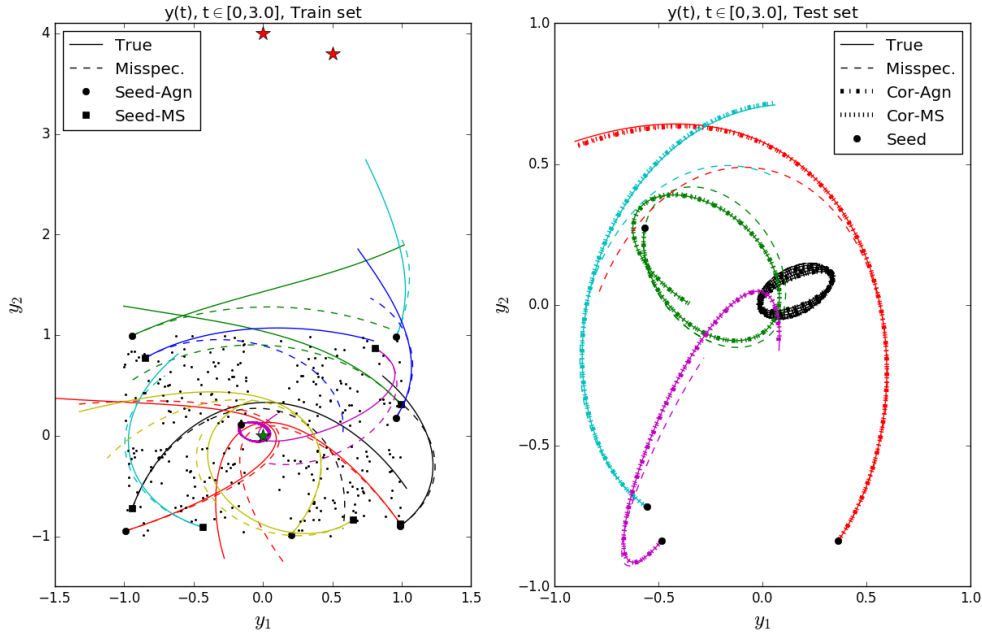 y(t), t ∈ [0,3.0], Train set
True
Misspec.
Seed-Agn
Seed-MS
4
3
2
1
0
−1
y₂
−1.5 −1.0 −0.5 0.0 0.5 1.0 1.5
y₁
y(t), t ∈ [0,3.0], Test set
True
Misspec.
Cor-Agn
Cor-MS
Seed
1.0
0.5
0.0
−0.5
−1.0
y₂
−1.0 −0.5 0.0 0.5 1.0
y₁